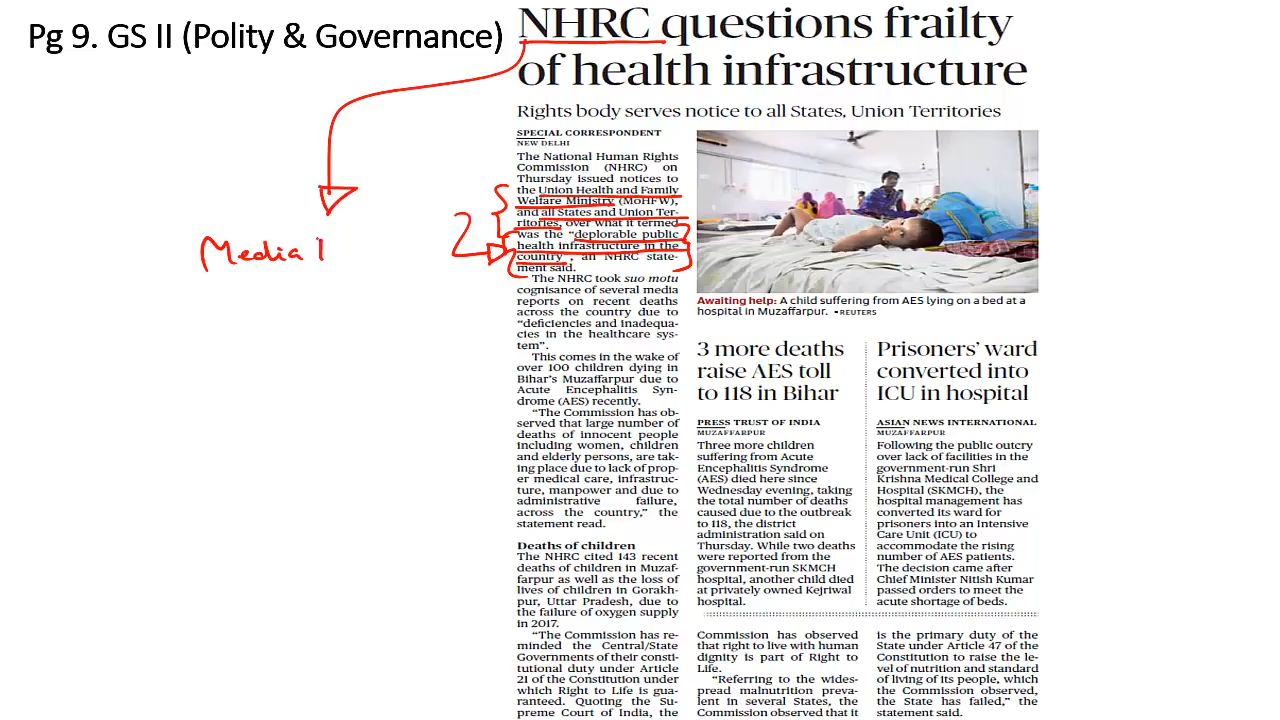 Pg 9. GS II (Polity & Governance)
Media
NHRC questions frailty
of health infrastructure
Rights body serves notice to all States, Union Territories
SPECIAL CORRESPONDENT
NEW DELHI
The National Human Rights
Commission (NHRC) on
Thursday issued notices to
the Union Health and Family
Welfare Ministry (MoHFW),
and all States and Union Ter-
ritories, over what it termed
was the “deplorable public
health infrastructure in the
country”, an NHRC state-
ment said.
The NHRC took suo motu
cognisance of several media
reports on recent deaths
across the country due to
“deficiencies and inadequa-
cies in the healthcare sys-
tem”.
This comes in the wake of
over 100 children dying in
Bihar’s Muzaffarpur due to
Acute Encephalitis Syn-
drome (AES) recently.
“The Commission has ob-
served that large number of
deaths of innocent people
including women, children
and elderly persons, are tak-
ing place due to lack of prop-
er medical care, infrastruc-
ture, manpower and due to
administrative failure,
across the country,” the
statement read.
Deaths of children
The NHRC cited 143 recent
deaths of children in Muzaf-
farpur as well as the loss of
lives of children in Gorakh-
pur, Uttar Pradesh, due to
the failure of oxygen supply
in 2017.
“The Commission has re-
minded the Central/State
Governments of their consti-
tutional duty under Article
21 of the Constitution under
which Right to Life is gua-
ranteed. Quoting the Su-
preme Court of India, the
Awaiting help: A child suffering from AES lying on a bed at a
hospital in Muzaffarpur. •REUTERS
3 more deaths
raise AES toll
to 118 in Bihar
PRESS TRUST OF INDIA
MUZAFFARPUR
Three more children
suffering from Acute
Encephalitis Syndrome
(AES) died here since
Wednesday evening, taking
the total number of deaths
caused due to the outbreak
to 118, the district
administration said on
Thursday. While two deaths
were reported from the
government-run SKMCH
hospital, another child died
at privately owned Kejriwal
hospital.
Prisoners’ ward
converted into
ICU in hospital
ASIAN NEWS INTERNATIONAL
MUZAFFARPUR
Following the public outcry
over lack of facilities in the
government-run Shri
Krishna Medical College and
Hospital (SKMCH), the
hospital management has
converted its ward for
prisoners into an Intensive
Care Unit (ICU) to
accommodate the rising
number of AES patients.
The decision came after
Chief Minister Nitish Kumar
passed orders to meet the
acute shortage of beds.
Commission has observed
that right to live with human
dignity is part of Right to
Life.
“Referring to the wides-
pread malnutrition preva-
lent in several States, the
Commission observed that it
is the primary duty of the
State under Article 47 of the
Constitution to raise the le-
vel of nutrition and standard
of living of its people, which
the Commission observed,
the State has failed,” the
statement said.